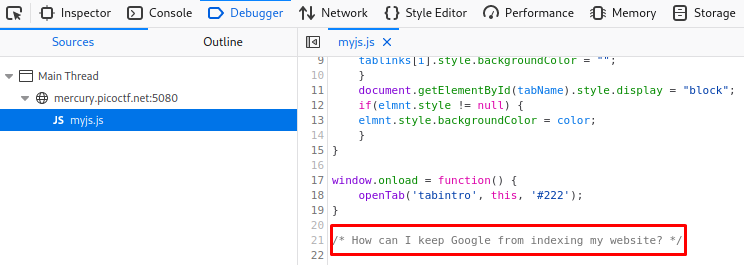 Inspector Console Debugger Network Style Editor Performance Memory Storage
Sources Outline myjs.js
Main Thread
mercury.picoctf.net:5080
JS myjs.js
9 tablinks[i].style.backgroundColor = "";
10 }
11 document.getElementById(tabName).style.display = "block";
12 if(elmnt.style != null) {
13 elmnt.style.backgroundColor = color;
14 }
15 }
16
17 window.onload = function() {
18 openTab('tabintro', this, '#222');
19 }
20
21 /* How can I keep Google from indexing my website? */
22